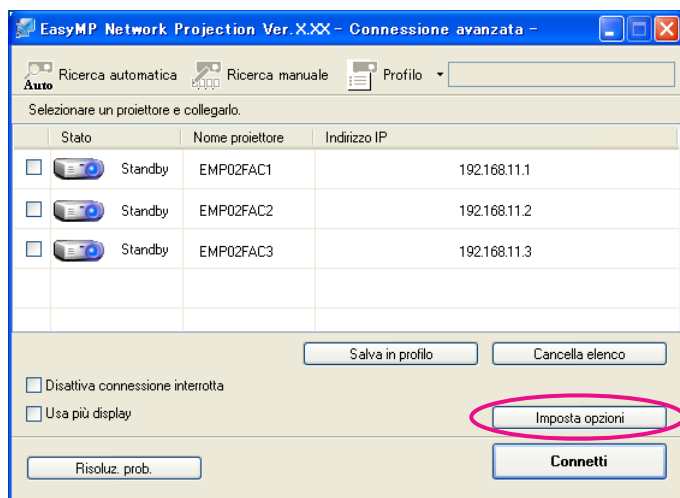 EasyMP Network Projection Ver.X.XX - Connessione avanzata -
Auto Ricerca automatica Ricerca manuale Profilo
Selezionare un proiettore e collegarlo.
Stato Nome proiettore Indirizzo IP
Standby EMP02FAC1 192.168.11.1
Standby EMP02FAC2 192.168.11.2
Standby EMP02FAC3 192.168.11.3
Salva in profilo Cancella elenco
Disattiva connessione interrotta
Usa più display Imposta opzioni
Risoluz. prob. Connetti